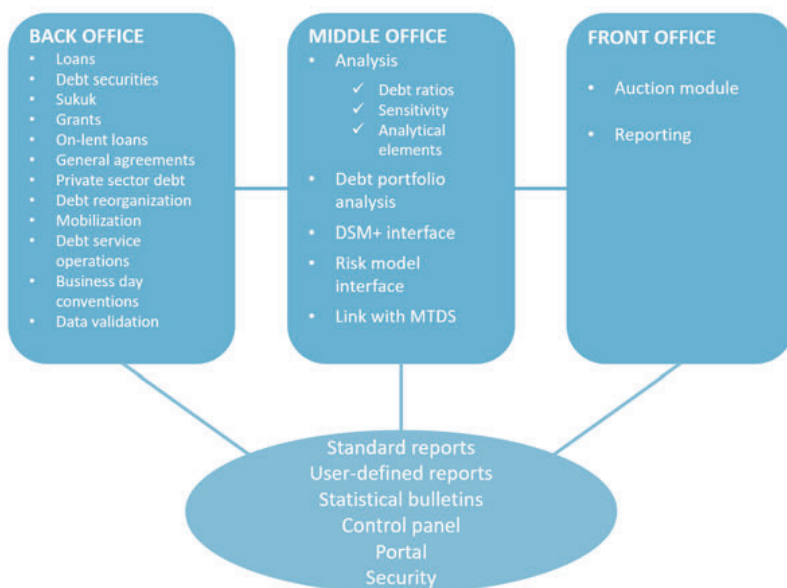 BACK OFFICE
• Loans
• Debt securities
• Sukuk
• Grants
• On-lent loans
• General agreements
• Private sector debt
• Debt reorganization
• Mobilization
• Debt service
operations
• Business day
conventions
• Data validation
MIDDLE OFFICE
• Analysis
✓ Debt ratios
✓ Sensitivity
✓ Analytical
elements
• Debt portfolio
analysis
• DSM+ interface
• Risk model
interface
• Link with MTDS
FRONT OFFICE
• Auction module
• Reporting
Standard reports
User-defined reports
Statistical bulletins
Control panel
Portal
Security